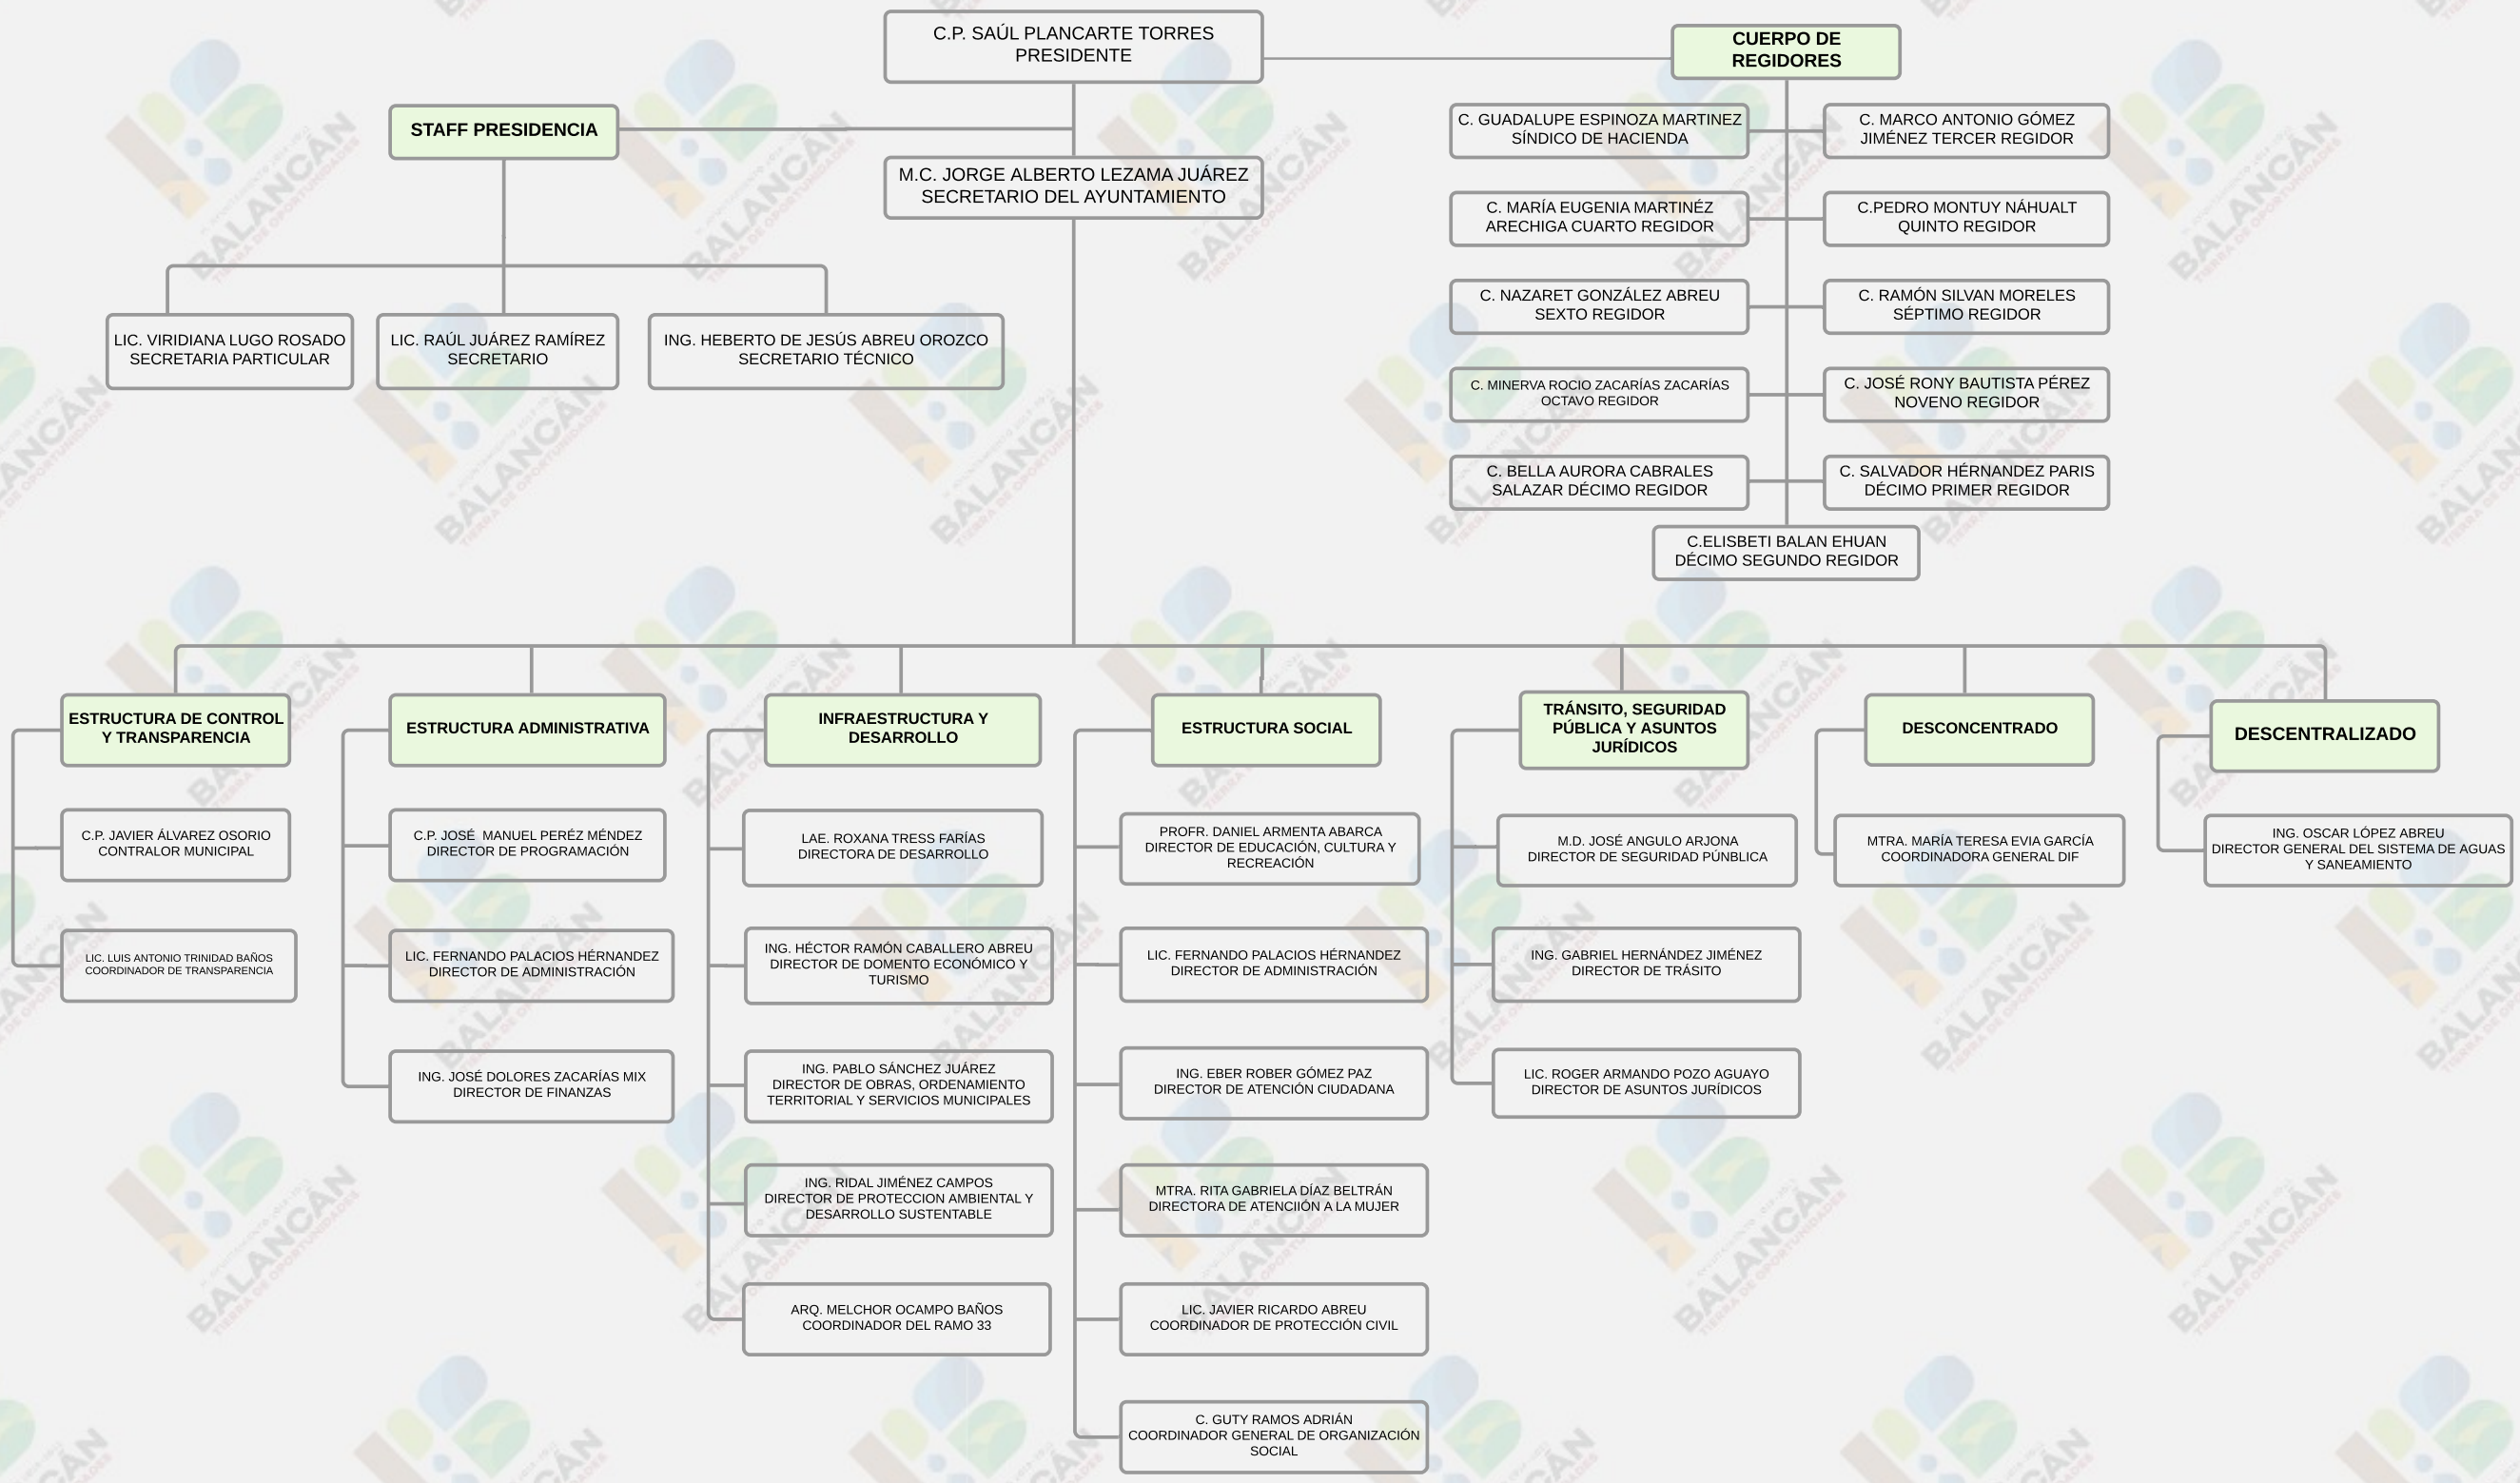 C.P. SAÚL PLANCARTE TORRES
PRESIDENTE
CUERPO DE
REGIDORES
STAFF PRESIDENCIA
M.C. JORGE ALBERTO LEZAMA JUÁREZ
SECRETARIO DEL AYUNTAMIENTO
C. GUADALUPE ESPINOZA MARTINEZ
SÍNDICO DE HACIENDA
C. MARCO ANTONIO GÓMEZ
JIMÉNEZ TERCER REGIDOR
C. MARÍA EUGENIA MARTINÉZ
ARECHIGA CUARTO REGIDOR
C.PEDRO MONTUY NÁHUALT
QUINTO REGIDOR
C. NAZARET GONZÁLEZ ABREU
SEXTO REGIDOR
C. RAMÓN SILVAN MORELES
SÉPTIMO REGIDOR
C. MINERVA ROCIO ZACARÍAS ZACARÍAS
OCTAVO REGIDOR
C. JOSÉ RONY BAUTISTA PÉREZ
NOVENO REGIDOR
C. BELLA AURORA CABRALES
SALAZAR DÉCIMO REGIDOR
C. SALVADOR HÉRNANDEZ PARIS
DÉCIMO PRIMER REGIDOR
C.ELISBETI BALAN EHUAN
DÉCIMO SEGUNDO REGIDOR
LIC. VIRIDIANA LUGO ROSADO
SECRETARIA PARTICULAR
LIC. RAÚL JUÁREZ RAMÍREZ
SECRETARIO
ING. HEBERTO DE JESÚS ABREU OROZCO
SECRETARIO TÉCNICO
ESTRUCTURA DE CONTROL
Y TRANSPARENCIA
C.P. JAVIER ÁLVAREZ OSORIO
CONTRALOR MUNICIPAL
LIC. LUIS ANTONIO TRINIDAD BAÑOS
COORDINADOR DE TRANSPARENCIA
ESTRUCTURA ADMINISTRATIVA
C.P. JOSÉ  MANUEL PERÉZ MÉNDEZ
DIRECTOR DE PROGRAMACIÓN
LIC. FERNANDO PALACIOS HÉRNANDEZ
DIRECTOR DE ADMINISTRACIÓN
ING. JOSÉ DOLORES ZACARÍAS MIX
DIRECTOR DE FINANZAS
INFRAESTRUCTURA Y
DESARROLLO
LAE. ROXANA TRESS FARÍAS
DIRECTORA DE DESARROLLO
ING. HÉCTOR RAMÓN CABALLERO ABREU
DIRECTOR DE DOMENTO ECONÓMICO Y
TURISMO
ING. PABLO SÁNCHEZ JUÁREZ
DIRECTOR DE OBRAS, ORDENAMIENTO
TERRITORIAL Y SERVICIOS MUNICIPALES
ING. RIDAL JIMÉNEZ CAMPOS
DIRECTOR DE PROTECCION AMBIENTAL Y
DESARROLLO SUSTENTABLE
ARQ. MELCHOR OCAMPO BAÑOS
COORDINADOR DEL RAMO 33
ESTRUCTURA SOCIAL
PROFR. DANIEL ARMENTA ABARCA
DIRECTOR DE EDUCACIÓN, CULTURA Y
RECREACIÓN
LIC. FERNANDO PALACIOS HÉRNANDEZ
DIRECTOR DE ADMINISTRACIÓN
ING. EBER ROBER GÓMEZ PAZ
DIRECTOR DE ATENCIÓN CIUDADANA
MTRA. RITA GABRIELA DÍAZ BELTRÁN
DIRECTORA DE ATENCIIÓN A LA MUJER
LIC. JAVIER RICARDO ABREU
COORDINADOR DE PROTECCIÓN CIVIL
C. GUTY RAMOS ADRIÁN
COORDINADOR GENERAL DE ORGANIZACIÓN
SOCIAL
TRÁNSITO, SEGURIDAD
PÚBLICA Y ASUNTOS
JURÍDICOS
M.D. JOSÉ ANGULO ARJONA
DIRECTOR DE SEGURIDAD PÚNBLICA
ING. GABRIEL HERNÁNDEZ JIMÉNEZ
DIRECTOR DE TRÁSITO
LIC. ROGER ARMANDO POZO AGUAYO
DIRECTOR DE ASUNTOS JURÍDICOS
DESCONCENTRADO
MTRA. MARÍA TERESA EVIA GARCÍA
COORDINADORA GENERAL DIF
DESCENTRALIZADO
ING. OSCAR LÓPEZ ABREU
DIRECTOR GENERAL DEL SISTEMA DE AGUAS
Y SANEAMIENTO
BALANCÁN
TIERRA DE OPORTUNIDADES